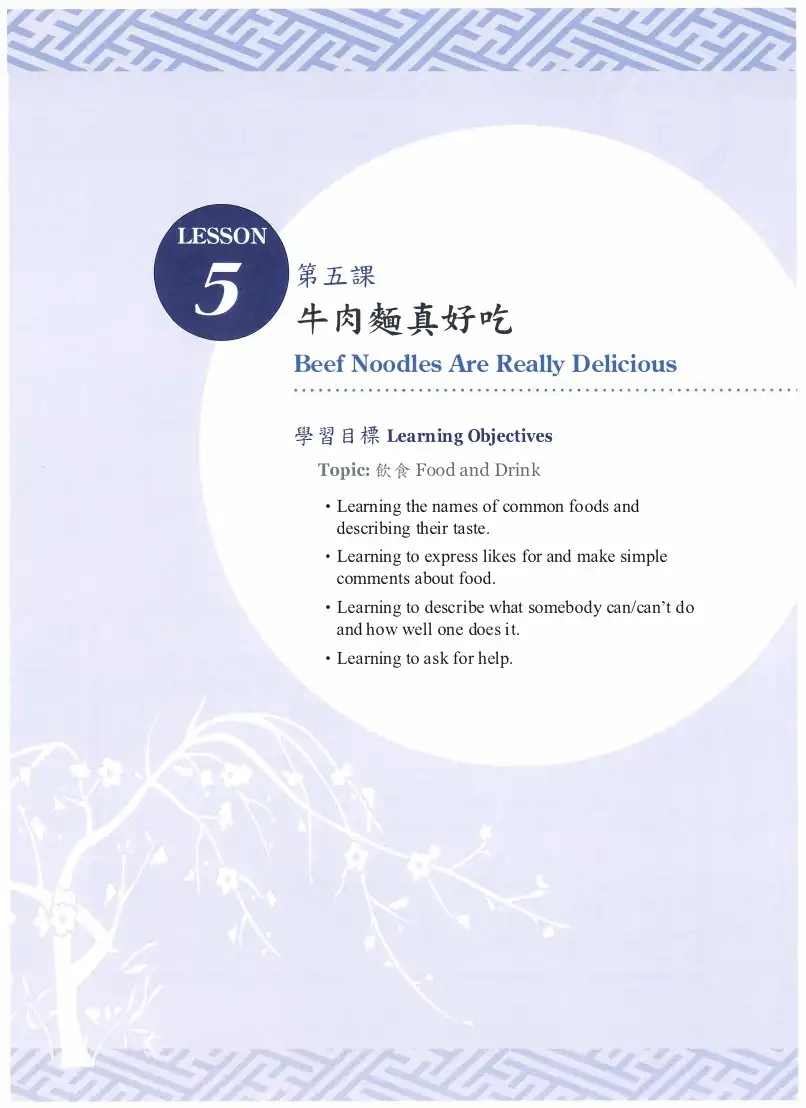 LESSON
5
第五課
牛肉麵真好吃
Beef Noodles Are Really Delicious
學習目標 Learning Objectives
Topic: 飲食 Food and Drink
• Learning the names of common foods and
describing their taste.
• Learning to express likes for and make simple
comments about food.
• Learning to describe what somebody can/can't do
and how well one does it.
• Learning to ask for help.